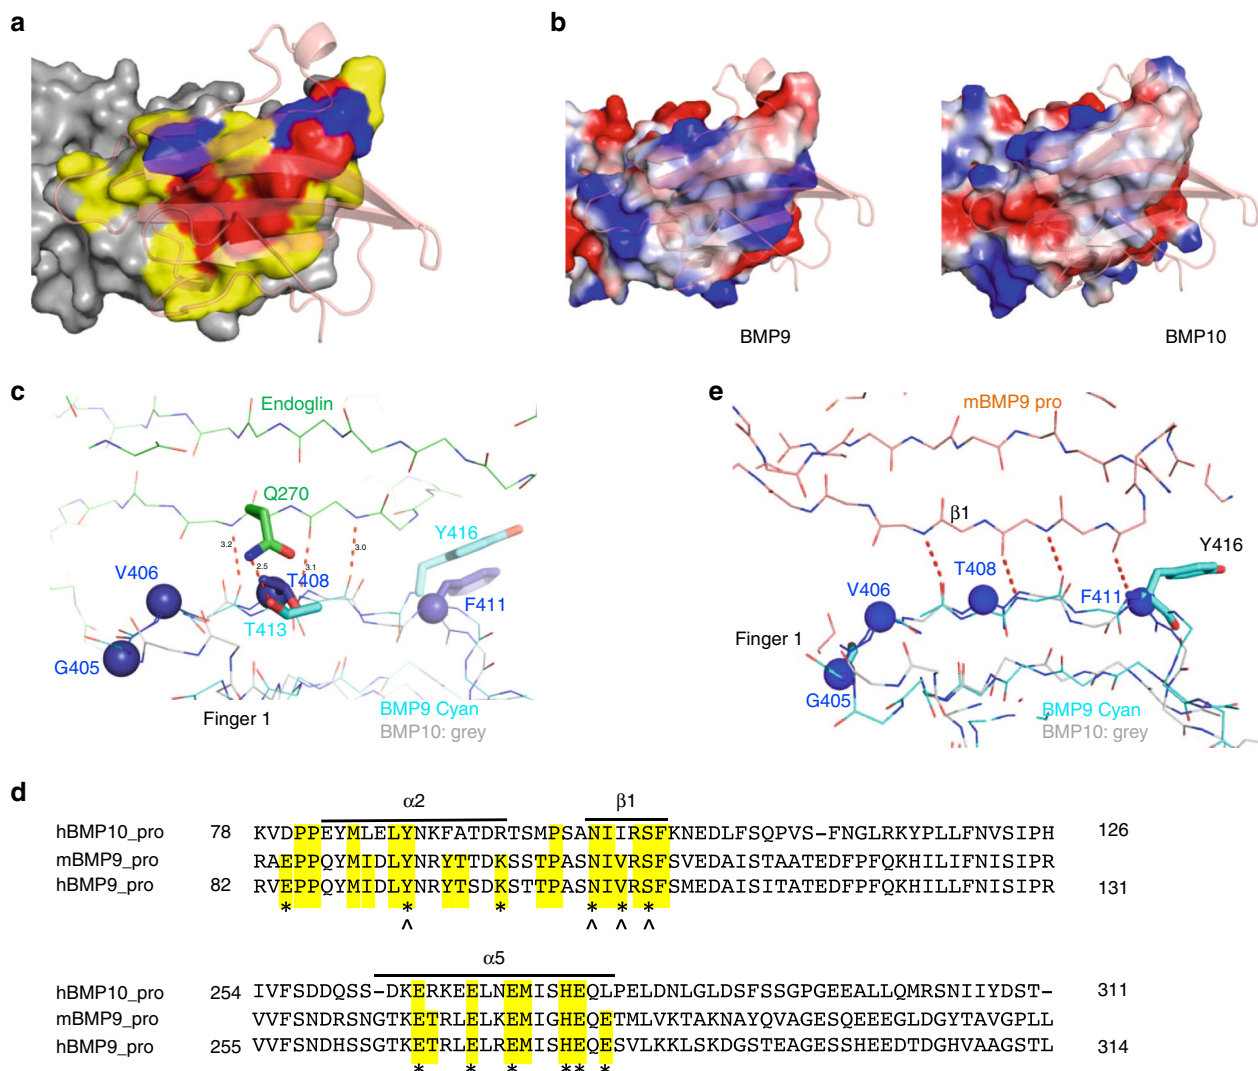 a
b
BMP9
BMP10
c
Endoglin
Q270
3.2
2.5
3.1
3.0
Y416
V406
T408
T413
F411
G405
Finger 1
BMP9 Cyan
BMP10: grey
e
mBMP9 pro
β1
Y416
T408
V406
F411
Finger 1
G405
BMP9 Cyan
BMP10: grey
d
α2 β1
hBMP10_pro 78 KVDPPEYMLELYNKFATDRTSMPSANIIRSFKNEDLFSQPVS-FNGLRKYPLLFNVSIPH 126
mBMP9_pro RAEPPQYMIDLYNRYTTDKSSTPASNIVRSFSVEDAISTAATEDFPFQKHILIFNISIPR
hBMP9_pro 82 RVEPPQYMIDLYNRYTSDKSTTPASNIVRSFSMEDAISITATEDFPFQKHILLFNISIPR 131
* * * * * *
^ ^ ^ ^
α5
hBMP10_pro 254 IVFSDDQSS-DKERKEELNEMISHEQLPELDNLGLDSFSSGPGEEALLQMRSNIIYDST- 311
mBMP9_pro VVFSNDRSNGTKETRLELKEMIGHEQETMLVKTAKNAYQVAGESQEEEGLDGYTAVGPLL
hBMP9_pro 255 VVFSNDHSSGTKETRLELREMISHEQESVLKKLSKDGSTEAGESSHEEDTDGHVAAGSTL 314
* * * * * *